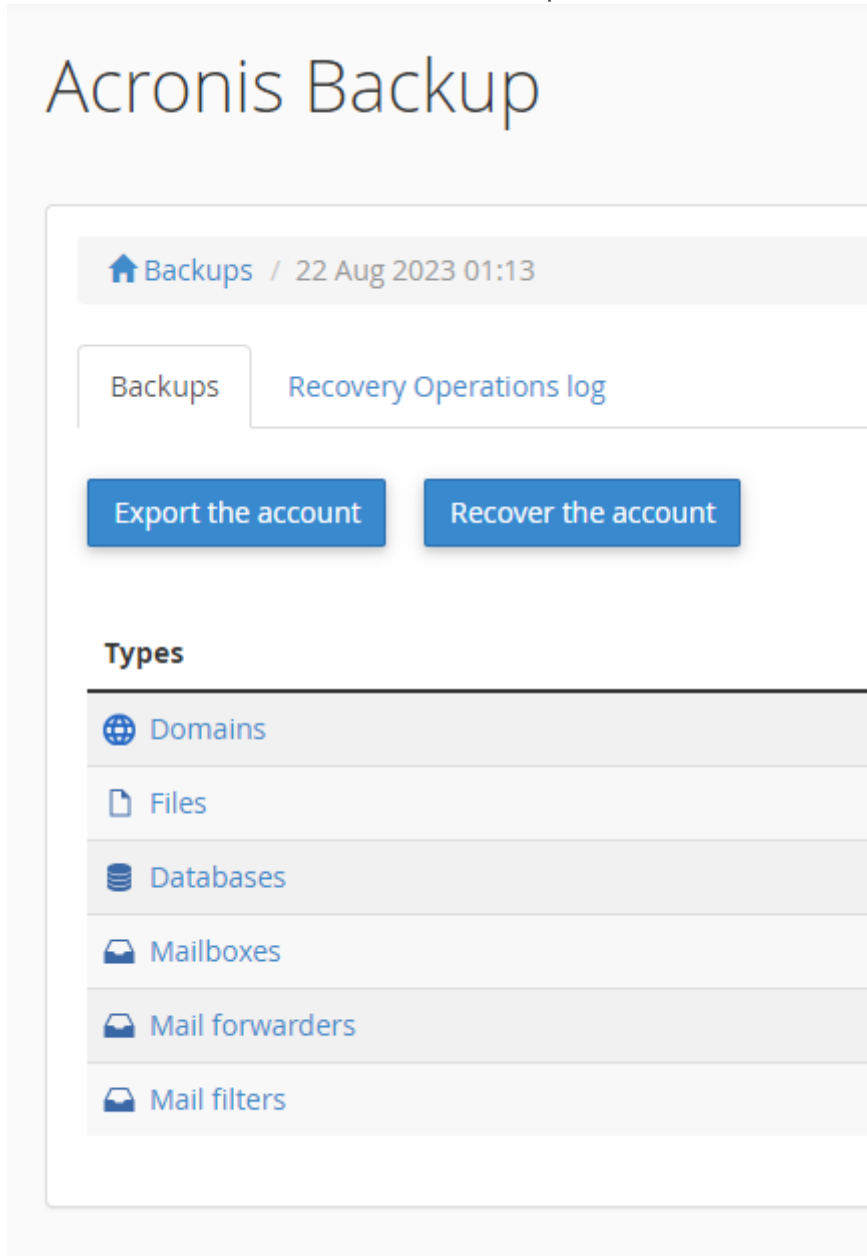 Acronis Backup
Backups / 22 Aug 2023 01:13
Backups Recovery Operations log
Export the account Recover the account
Types
Domains
Files
Databases
Mailboxes
Mail forwarders
Mail filters